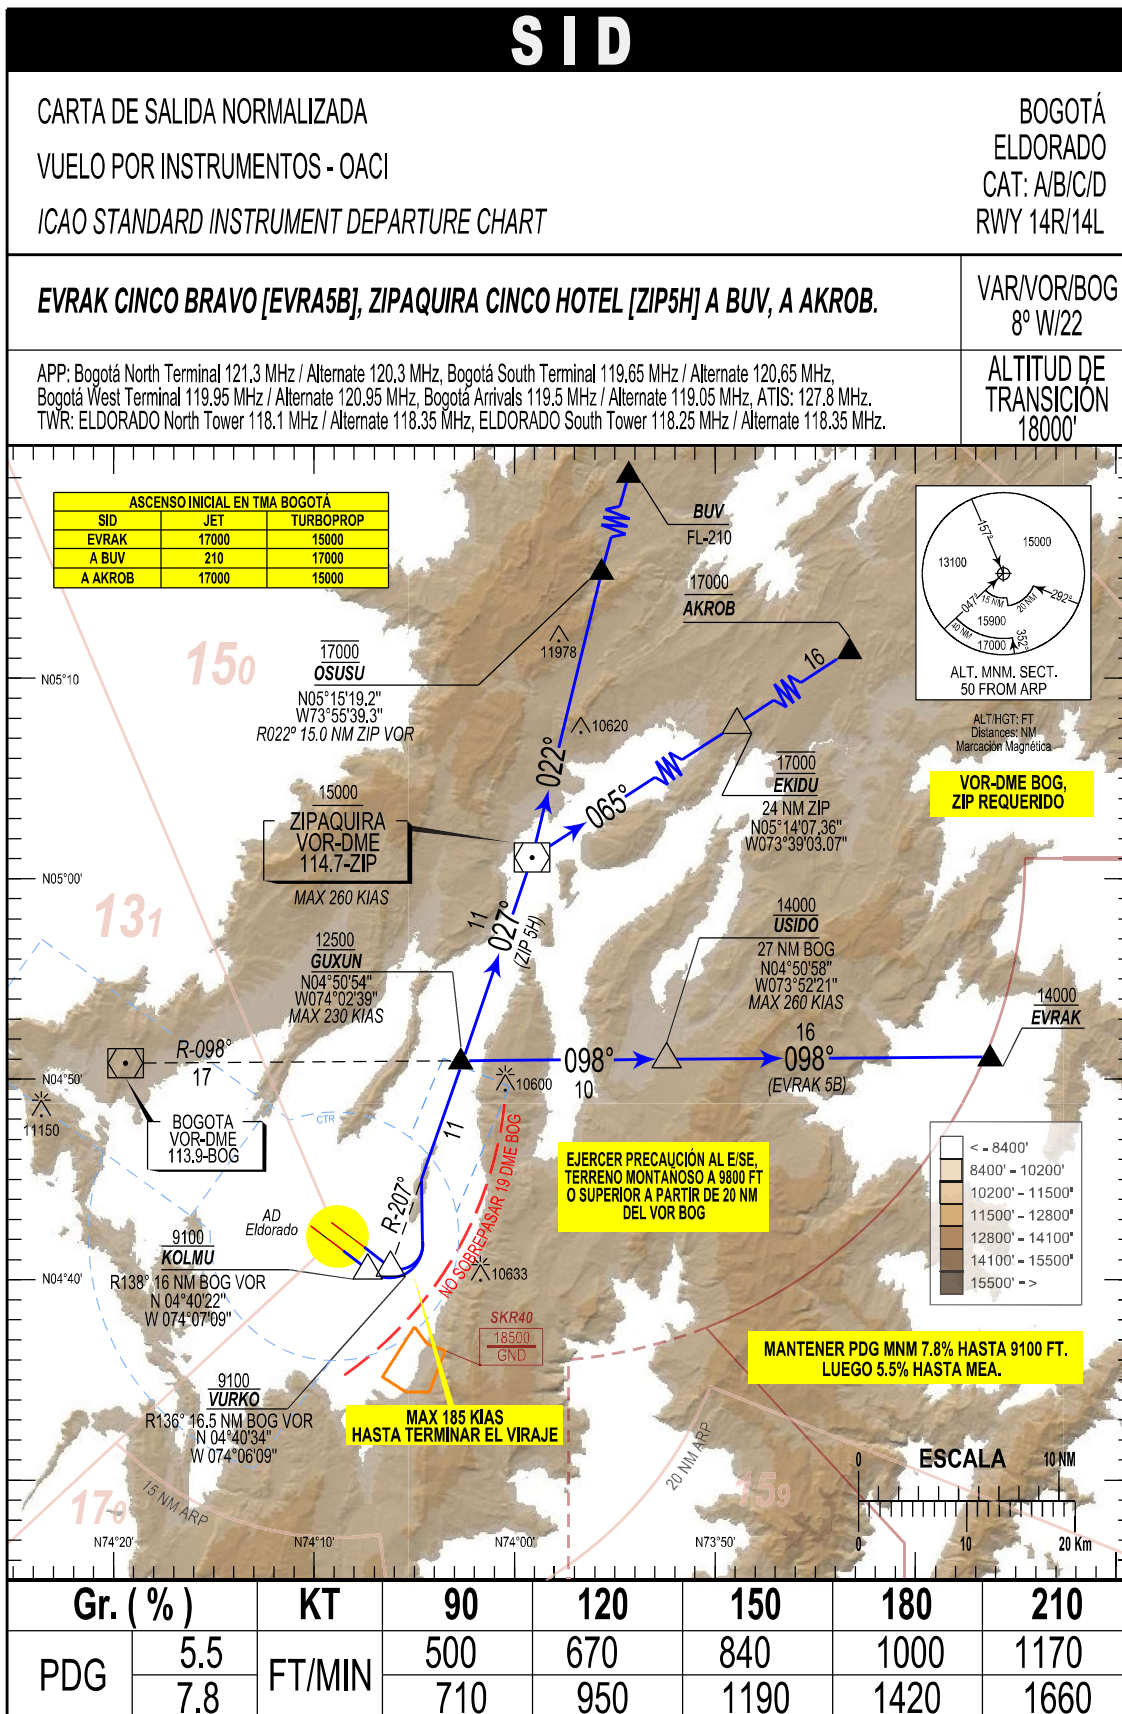 SID
CARTA DE SALIDA NORMALIZADA
VUELO POR INSTRUMENTOS - OACI
ICAO STANDARD INSTRUMENT DEPARTURE CHART
BOGOTÁ
ELDORADO
CAT: A/B/C/D
RWY 14R/14L
EVRAK CINCO BRAVO [EVRA5B], ZIPAQUIRA CINCO HOTEL [ZIP5H] A BUV, A AKROB.
VAR/VOR/BOG
8º W/22
APP: Bogotá North Terminal 121.3 MHz / Alternate 120.3 MHz, Bogotá South Terminal 119.65 MHz / Alternate 120.65 MHz,
Bogotá West Terminal 119.95 MHz / Alternate 120.95 MHz, Bogotá Arrivals 119.5 MHz / Alternate 119.05 MHz, ATIS: 127.8 MHz.
TWR: ELDORADO North Tower 118.1 MHz / Alternate 118.35 MHz, ELDORADO South Tower 118.25 MHz / Alternate 118.35 MHz.
ALTITUD DE
TRANSICIÓN
18000'
ASCENSO INICIAL EN TMA BOGOTÁ
SID JET TURBOPROP
EVRAK 17000 15000
A BUV 210 17000
A AKROB 17000 15000
BUV
FL-210
17000
AKROB
157°
13100
15000
047°
15 NM
20 NM
292°
40 NM
15900
17000
352°
ALT. MNM. SECT.
50 FROM ARP
ALT/HGT: FT
Distances: NM
Marcación Magnética
VOR-DME BOG,
ZIP REQUERIDO
11978
16
150
17000
OSUSU
N05°15'19.2"
W73°55'39.3"
R022º 15.0 NM ZIP VOR
N05°10
10620
022°
065°
17000
EKIDU
24 NM ZIP
N05°14'07.36"
W073°39'03.07"
15000
ZIPAQUIRA
VOR-DME
114.7-ZIP
MAX 260 KIAS
N05°00'
131
11
027°
(ZIP 5H)
12500
GUXUN
N04°50'54"
W074°02'39"
MAX 230 KIAS
14000
USIDO
27 NM BOG
N04°50'58"
W073°52'21"
MAX 260 KIAS
14000
EVRAK
R-098°
17
098°
10
16
098°
(EVRAK 5B)
N04°50
10600
11150
BOGOTA
VOR-DME
113.9-BOG
CTR
11
R-207°
NO SOBREPASAR 19 DME BOG
EJERCER PRECAUCIÓN AL E/SE,
TERRENO MONTAÑOSO A 9800 FT
O SUPERIOR A PARTIR DE 20 NM
DEL VOR BOG
< - 8400'
8400' - 10200'
10200' - 11500'
11500' - 12800'
12800' - 14100'
14100' - 15500'
15500' - >
AD
Eldorado
9100
KOLMU
R138° 16 NM BOG VOR
N 04°40'22"
W 074°07'09"
N04°40
10633
SKR40
18500
GND
MANTENER PDG MNM 7.8% HASTA 9100 FT.
LUEGO 5.5% HASTA MEA.
9100
VURKO
R136° 16.5 NM BOG VOR
N 04°40'34"
W 074°06'09"
MAX 185 KIAS
HASTA TERMINAR EL VIRAJE
170
15 NM ARP
20 NM ARP
159
ESCALA
0 10 NM
0 10 20 Km
N74°20'
N74°10'
N74°00'
N73°50'
Gr. ( % ) KT 90 120 150 180 210
PDG FT/MIN
5.5 500 670 840 1000 1170
7.8 710 950 1190 1420 1660